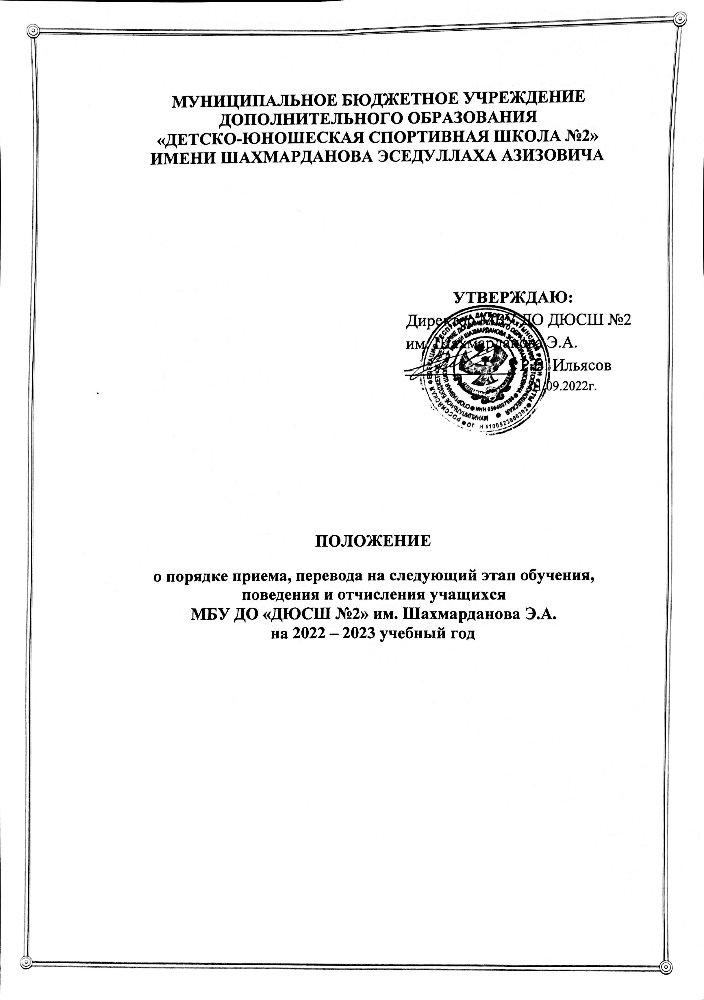 МУНИЦИПАЛЬНОЕ БЮДЖЕТНОЕ УЧРЕЖДЕНИЕ
ДОПОЛНИТЕЛЬНОГО ОБРАЗОВАНИЯ
«ДЕТСКО-ЮНОШЕСКАЯ СПОРТИВНАЯ ШКОЛА №2»
ИМЕНИ ШАХМАРДАНОВА ЭСЕДУЛЛАХА АЗИЗОВИЧА
УТВЕРЖДАЮ:
Директор МБУ ДО ДЮСШ №2
им. Шахмарданова Э.А.
Ильясов
.09.2022г.
ПОЛОЖЕНИЕ
о порядке приема, перевода на следующий этап обучения,
поведения и отчисления учащихся
МБУ ДО «ДЮСШ №2» им. Шахмарданова Э.А.
на 2022 – 2023 учебный год